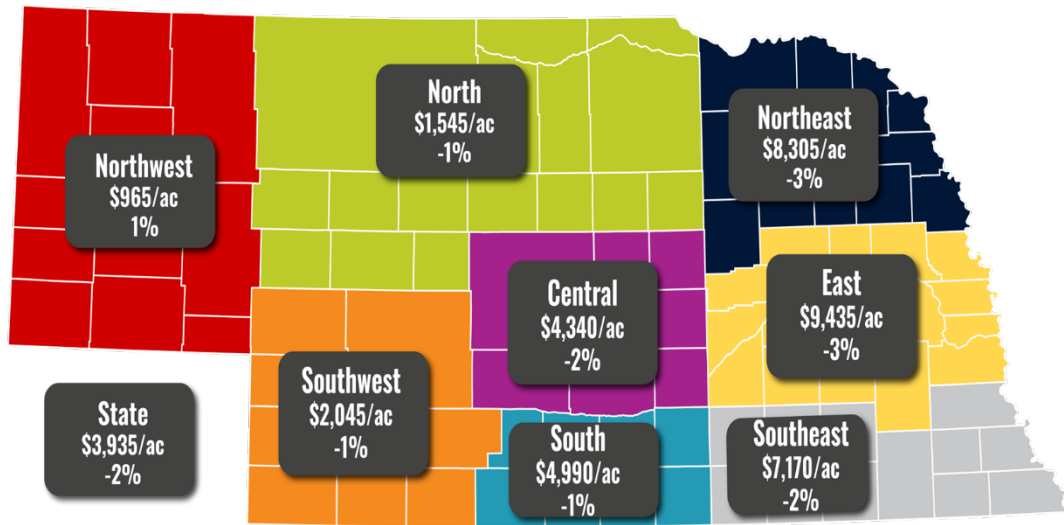 North
$1,545/ac
-1%
Northeast
$8,305/ac
-3%
Northwest
$965/ac
1%
Central
$4,340/ac
-2%
East
$9,435/ac
-3%
Southwest
$2,045/ac
-1%
State
$3,935/ac
-2%
South
$4,990/ac
-1%
Southeast
$7,170/ac
-2%